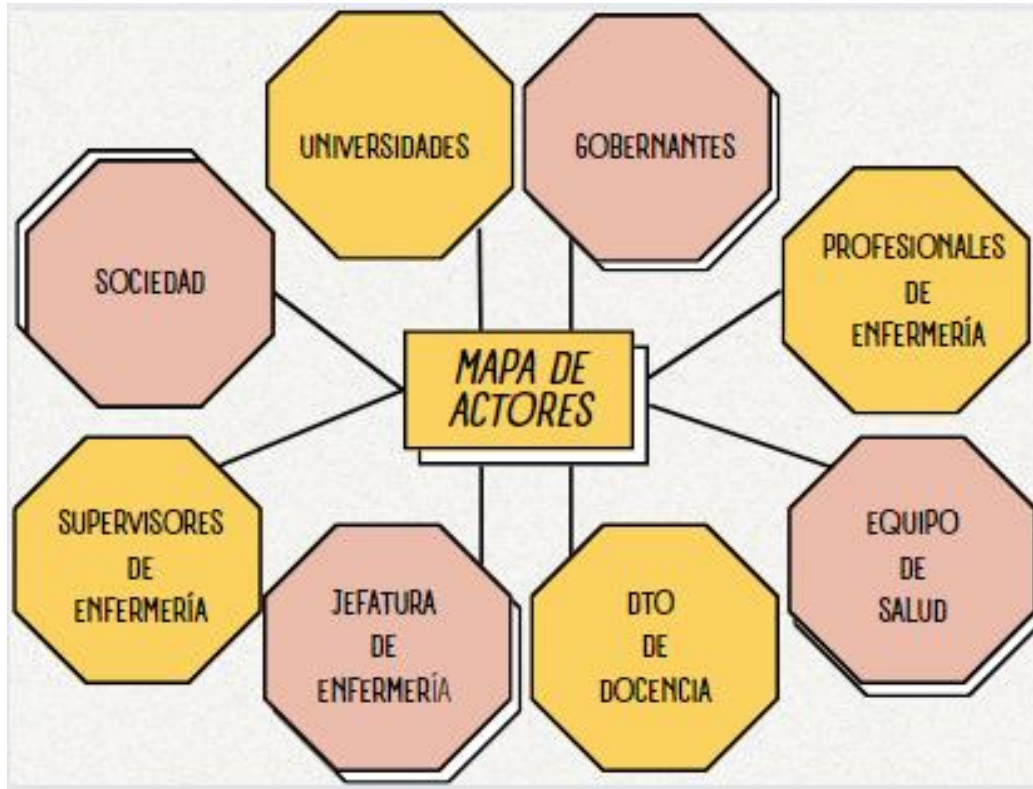 UNIVERSIDADES
GOBERNANTES
SOCIEDAD
PROFESIONALES
DE
ENFERMERÍA
MAPA DE
ACTORES
SUPERVISORES
DE
ENFERMERÍA
JEFATURA
DE
ENFERMERÍA
DTO
DE
DOCENCIA
EQUIPO
DE
SALUD